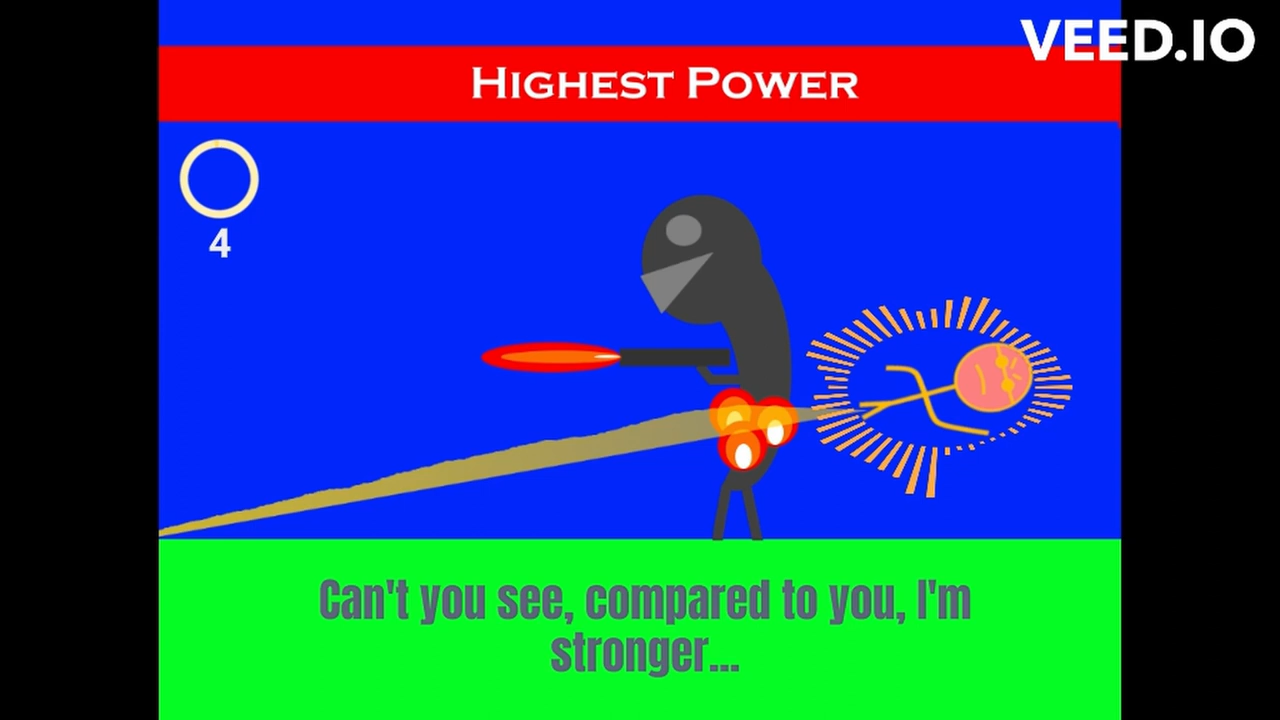 VEED.IO
HIGHEST POWER
4
Can't you see, compared to you, I'm
stronger...